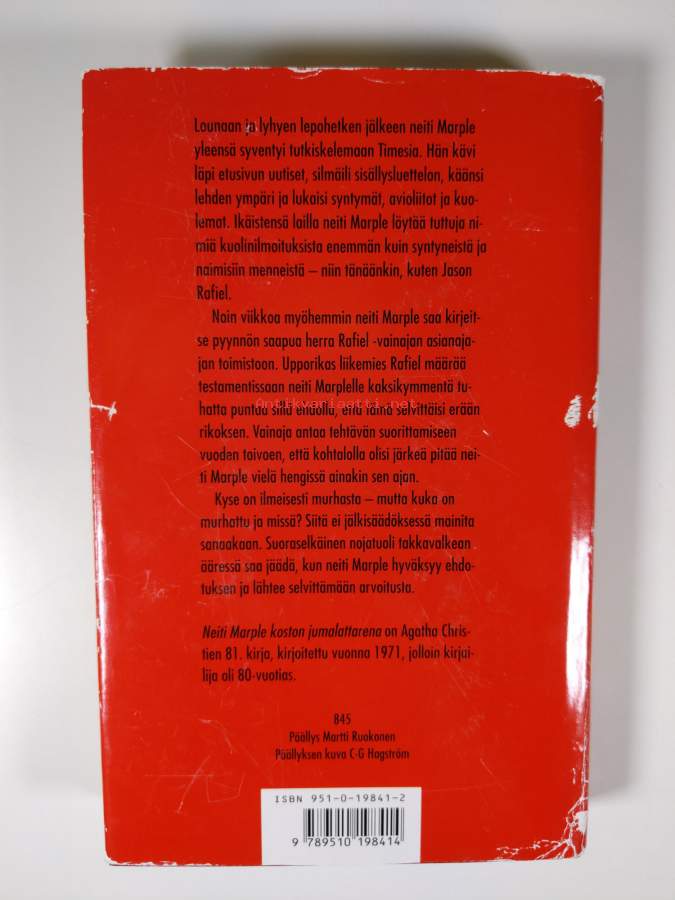 Lounaan ja lyhyen lepohetken jälkeen neiti Marple
yleensä syventyi tutkiskelemaan Timesia. Hän kävi
läpi etusivun uutiset, silmäili sisällysluettelon, käänsi
lehden ympäri ja lukaisi syntymät, avioliitot ja kuo-
lemat. Ikäistensä lailla neiti Marple löytää tuttuja ni-
miä kuolinilmoituksista enemmän kuin syntyneistä ja
naimisiin menneistä – niin tänäänkin, kuten Jason
Rafiel.
Noin viikkoa myöhemmin neiti Marple saa kirjeit-
se pyynnön saapua herra Rafiel -vainajan asianaja-
jan toimistoon. Upporikas liikemies Rafiel määrää
testamentissaan neiti Marplelle kaksikymmentä tu-
Antikvariaatti.net
hatta puntaa sillä ehdolla, että tämä selvittäisi erään
rikoksen. Vainaja antaa tehtävän suorittamiseen
vuoden toivoen, että kohtalolla olisi järkeä pitää nei-
ti Marple vielä hengissä ainakin sen ajan.
Kyse on ilmeisesti murhasta – mutta kuka on
murhattu ja missä? Siitä ei jälkisäädöksessä mainita
sanaakaan. Suoraselkäinen nojatuoli takkavalkean
ääressä saa jäädä, kun neiti Marple hyväksyy ehdo-
tuksen ja lähtee selvittämään arvoitusta.
Neiti Marple koston jumalattarena on Agatha Chris-
tien 81. kirja, kirjoitettu vuonna 1971, jolloin kirjai-
lija oli 80-vuotias.
845
Päällys Martti Ruokonen
Päällyksen kuva C-G Hagström
ISBN 951-0-19841-2
9 789510 198414